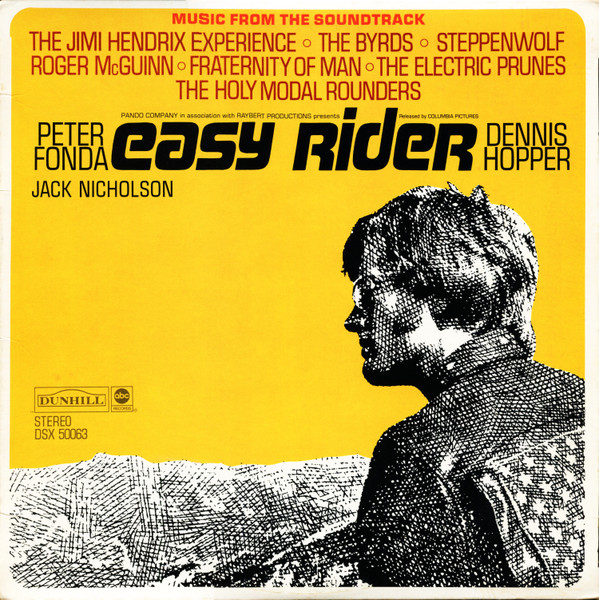 MUSIC FROM THE SOUNDTRACK
THE JIMI HENDRIX EXPERIENCE ○ THE BYRDS ○ STEPPENWOLF
ROGER McGUINN ○ FRATERNITY OF MAN ○ THE ELECTRIC PRUNES
THE HOLY MODAL ROUNDERS
PANDO COMPANY in association with RAYBERT PRODUCTIONS presents Released by COLUMBIA PICTURES
PETER FONDA
easy Rider
DENNIS HOPPER
JACK NICHOLSON
DUNHILL
abc
RECORDS
STEREO
DSX 50063